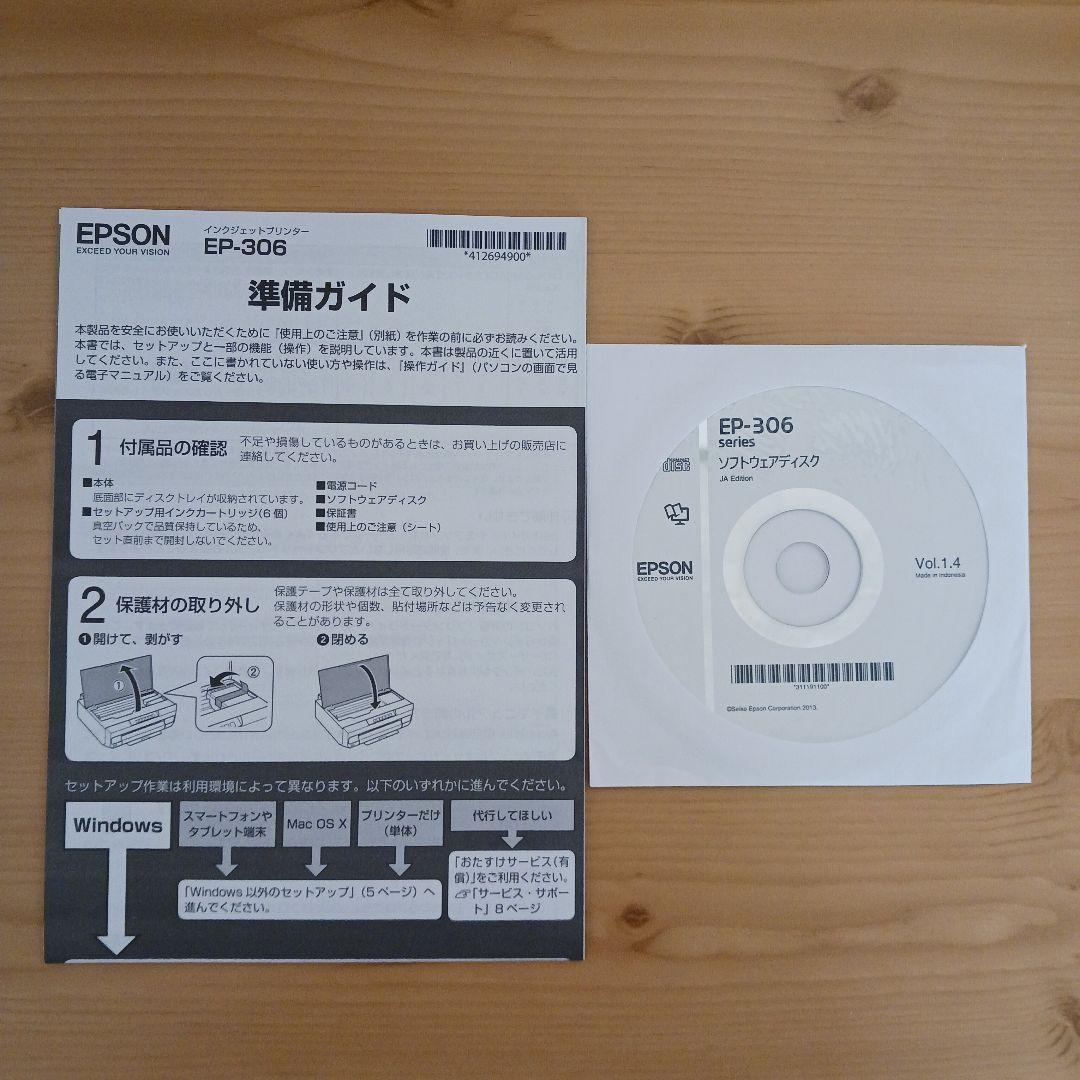 EPSON
EXCEED YOUR VISION
インクジェットプリンター
EP-306
*412694900*
準備ガイド
本製品を安全にお使いいただくために「使用上のご注意」(別紙)を作業の前に必ずお読みください。
本書では、セットアップと一部の機能(操作)を説明しています。本書は製品の近くに置いて活用
してください。また、ここに書かれていない使い方や操作は、『操作ガイド』(パソコンの画面で見
る電子マニュアル)をご覧ください。
1 付属品の確認
不足や損傷しているものがあるときは、お買い上げの販売店に
連絡してください。
■本体
底面部にディスクトレイが収納されています。
■セットアップ用インクカートリッジ(6個)
真空パックで品質保持しているため、
セット直前まで開封しないでください。
■電源コード
■ソフトウェアディスク
■保証書
■使用上のご注意(シート)
2 保護材の取り外し
保護テープや保護材は全て取り外してください。
保護材の形状や個数、貼付場所などは予告なく変更され
ることがあります。
❶開けて、剥がす
❷閉める
①
②
セットアップ作業は利用環境によって異なります。以下のいずれかに進んでください。
Windows
スマートフォンや
タブレット端末
Mac OS X
プリンターだけ
(単体)
代行してほしい
「Windows 以外のセットアップ」(5 ページ)へ
進んでください。
「おたすけサービス(有
償)」をご利用ください。
☞「サービス・サポー
ト」8 ページ
EP-306
series
ソフトウェアディスク
JA Edition
COMPACT
disc
EPSON
EXCEED YOUR VISION
Vol.1.4
Made in Indonesia
*311191100*
©Seiko Epson Corporation 2013.